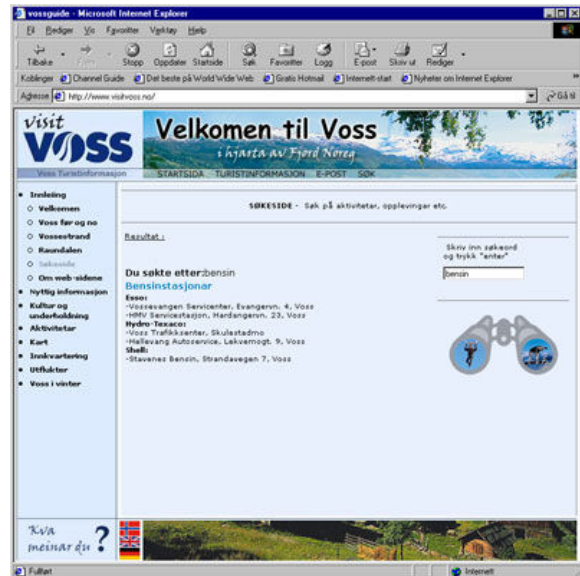 vossguide - Microsoft Internet Explorer
Fil Rediger Vis Favoritter Verktøy Hjelp
Tilbake Stopp Oppdater Startside Søk Favoritter Logg E-post Skriv ut Rediger
Koblinger Channel Guide Det beste på World Wide Web Gratis Hotmail Internett-start Nyheter om Internet Explorer
Adresse http://www.visitvoss.no/ Gå til
Visit
VOSS
Voss Turistinformasjon
Velkomen til Voss
i hjarta av Fjord Noreg
STARTSIDA TURISTINFORMASJON E-POST SØK
Innleiing
Velkomen
Voss før og no
Vossestrand
Raundalen
Søkeside
Om web-sidene
Nyttig informasjon
Kultur og
underholdning
Aktivitetar
Kart
Innkvartering
Utflukter
Voss i vinter
SØKESIDE - Søk på aktivitetar, opplevingar etc.
Resultat :
Du søkte etter:bensin
Bensinstasjonar
Esso:
-Vossevangen Servicenter, Evangervn. 4, Voss
-HMV Servicestasjon, Hardangervn. 23, Voss
Hydro-Texaco:
-Voss Trafikksenter, Skulestadmo
-Hellevang Autoservice, Lekvemogt. 9, Voss
Shell:
-Stavenes Bensin, Strandavegen 7, Voss
Skriv inn søkeord
og trykk "enter"
bensin
Kva
meinar du ?
Fullført
Internett